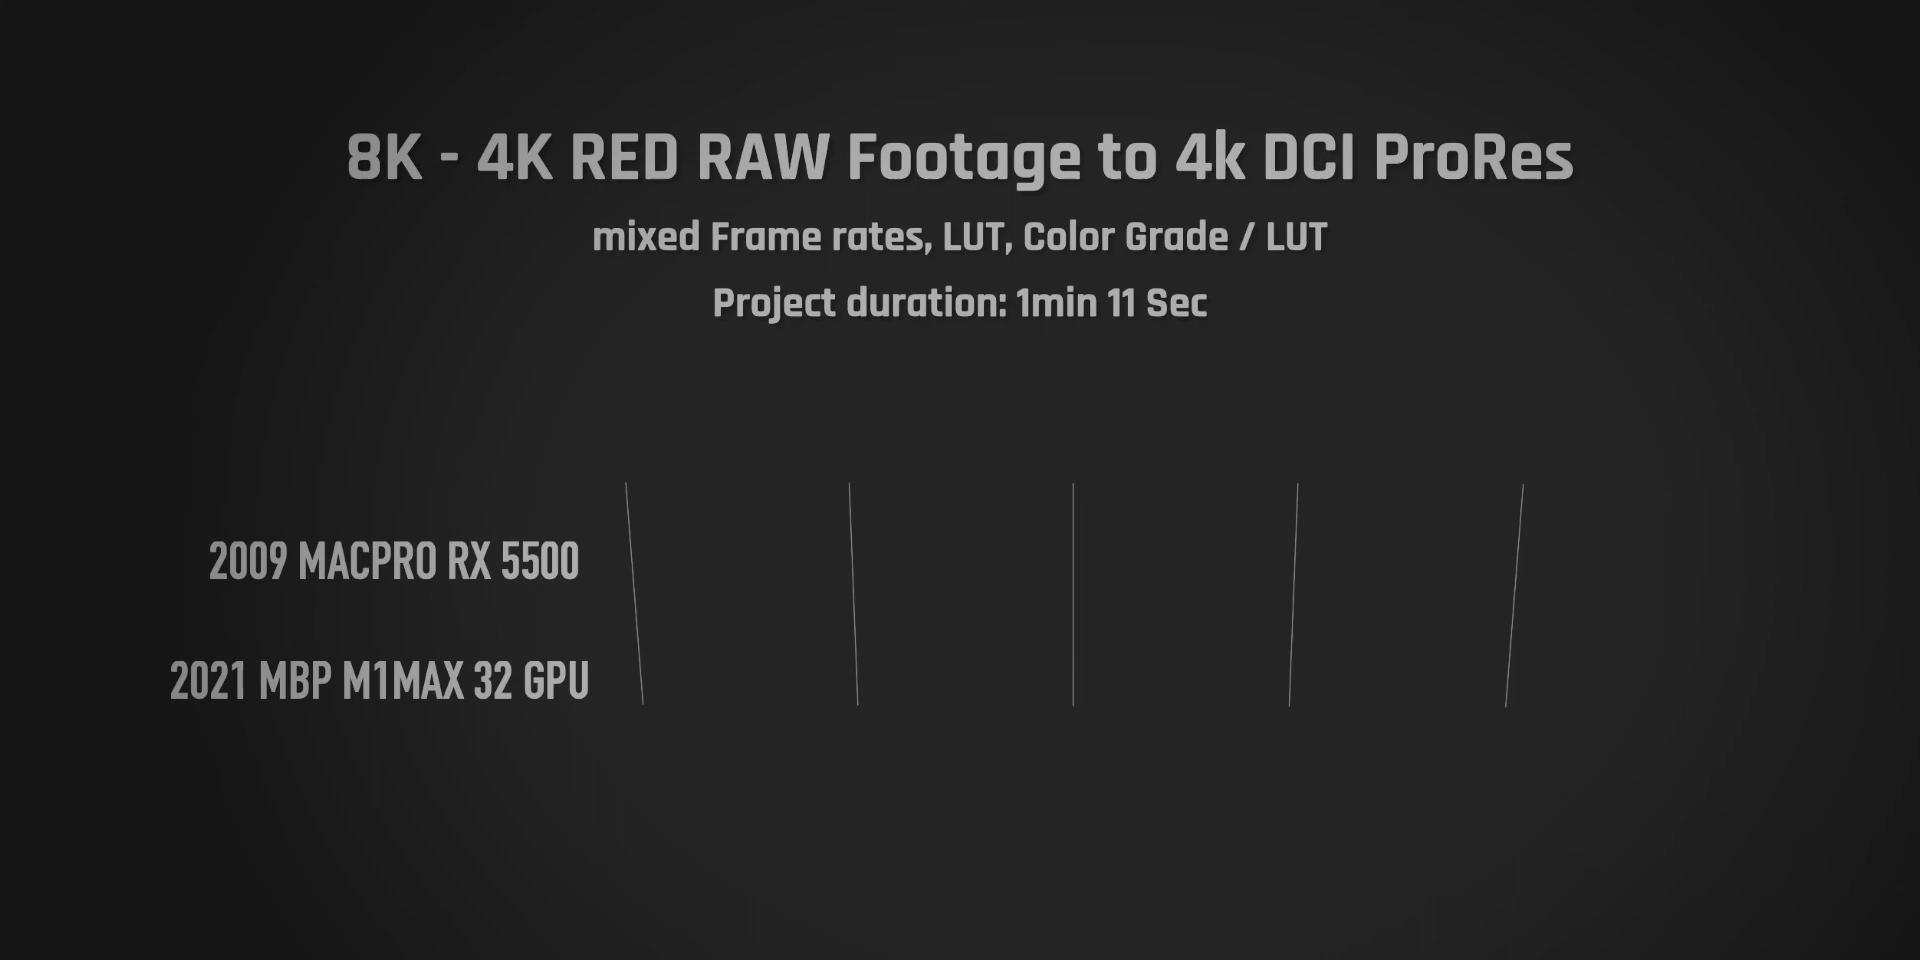 8K - 4K RED RAW Footage to 4k DCI ProRes
mixed Frame rates, LUT, Color Grade / LUT
Project duration: 1min 11 Sec
2009 MACPRO RX 5500
2021 MBP M1MAX 32 GPU